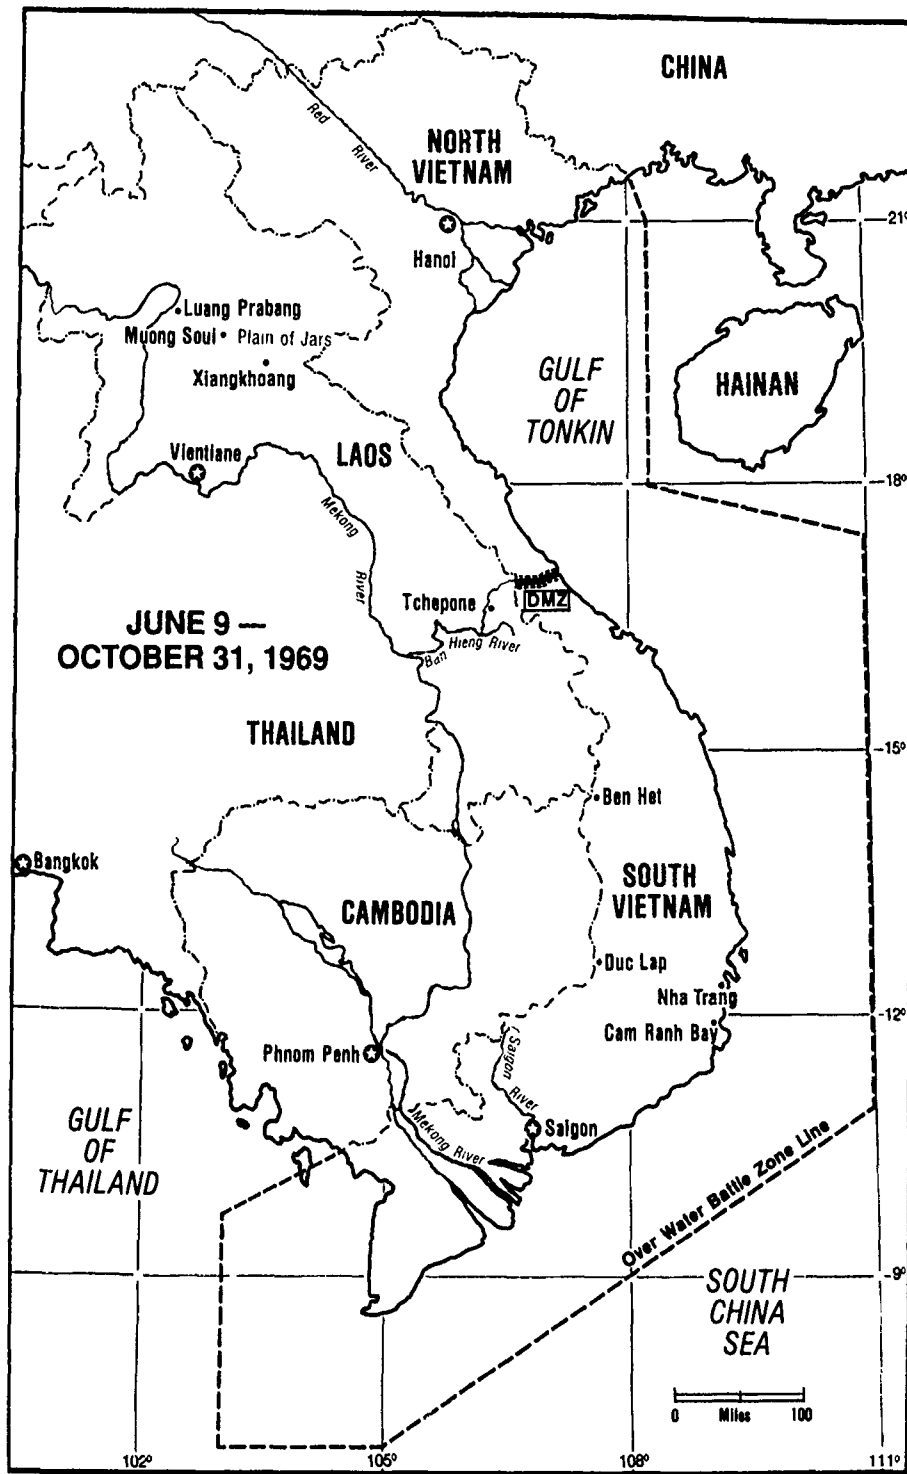 CHINA
Red
River
NORTH
VIETNAM
21°
Hanoi
Luang Prabang
Muong Soui
Plain of Jars
Xiangkhoang
GULF
OF
TONKIN
HAINAN
Vientiane
LAOS
18°
Mekong
River
Tchepone
DMZ
JUNE 9 —
OCTOBER 31, 1969
Ban Hieng River
THAILAND
15°
Ben Het
Bangkok
SOUTH
VIETNAM
CAMBODIA
Duc Lap
Nha Trang
12°
Cam Ranh Bay
Phnom Penh
Saigon
River
GULF
OF
THAILAND
Mekong River
Saigon
Over Water Battle Zone Line
9°
SOUTH
CHINA
SEA
0 Miles 100
102° 105° 108° 111°